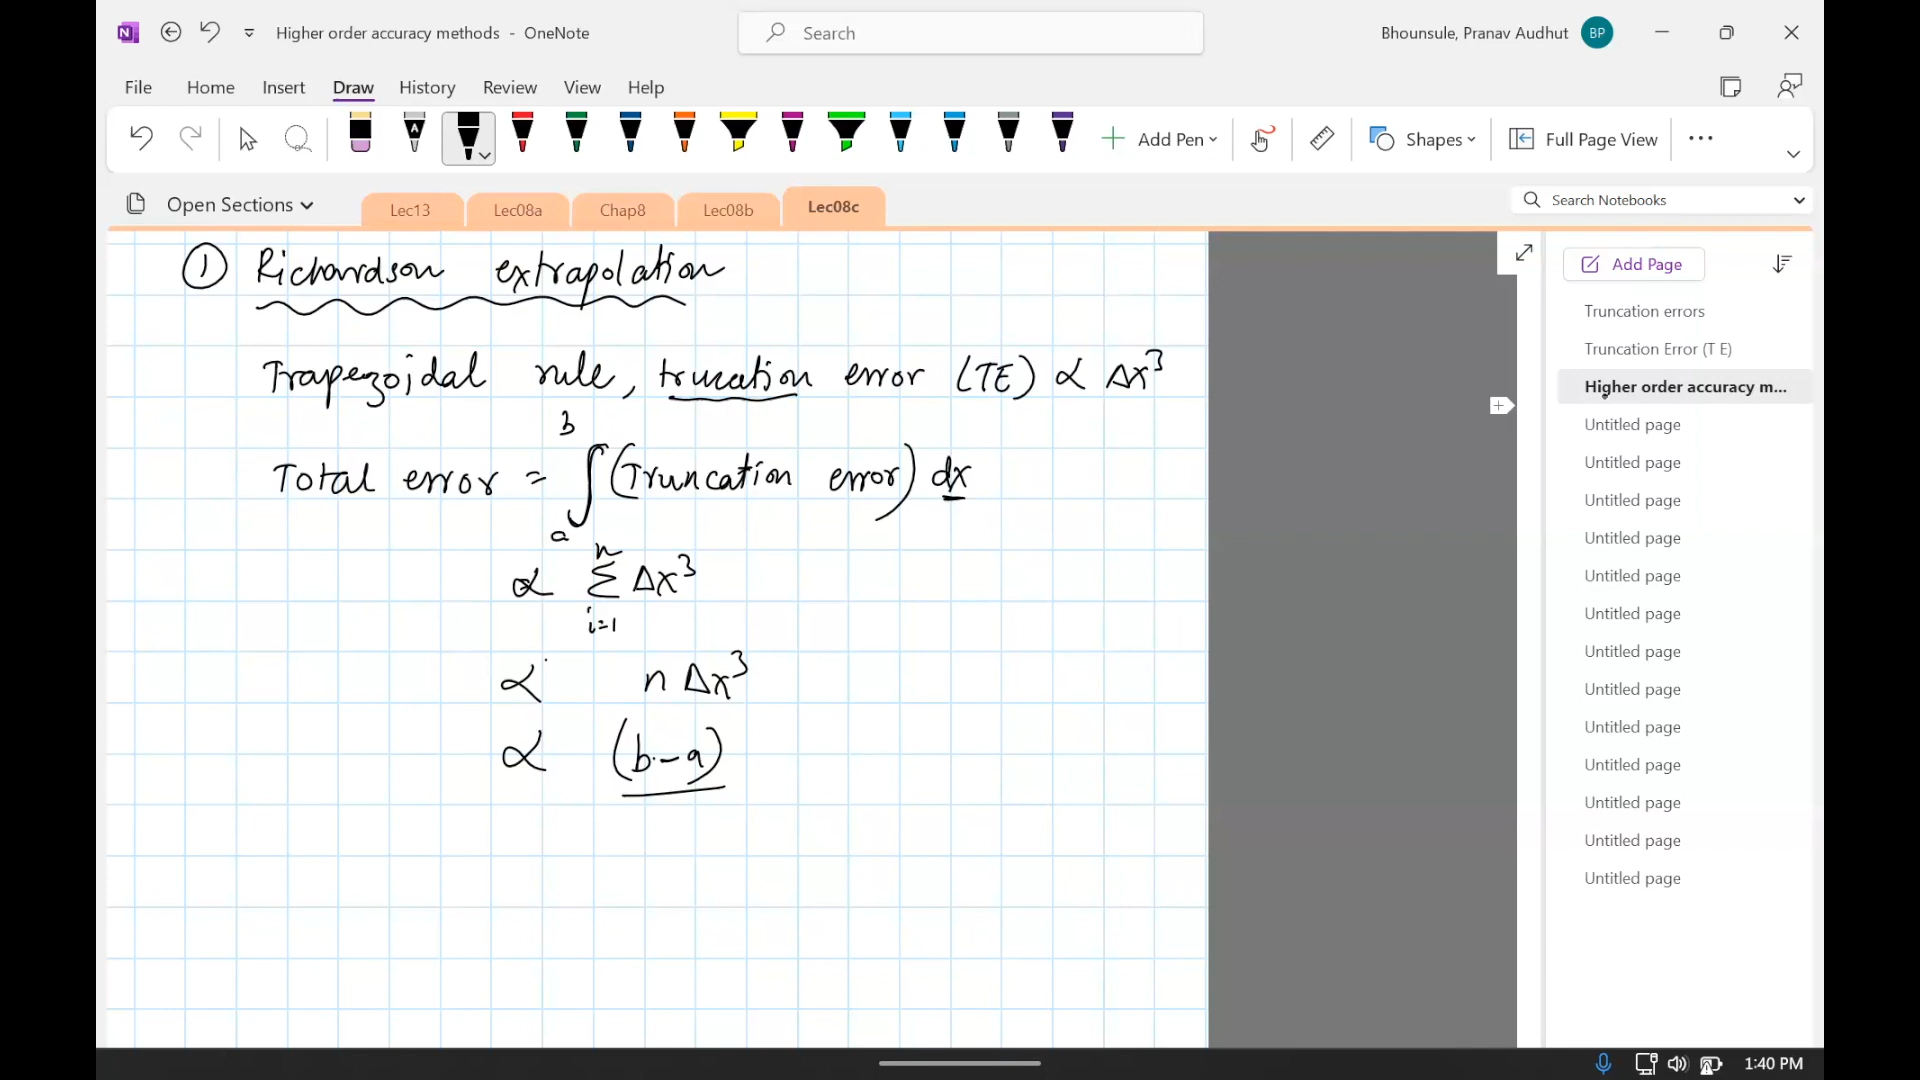 Higher order accuracy methods - OneNote
Search
Bhounsule, Pranav Audhut BP
File Home Insert Draw History Review View Help
Add Pen
Shapes
Full Page View
Open Sections
Lec13 Lec08a Chap8 Lec08b Lec08c
Search Notebooks
① Richardson extrapolation
Trapezoidal rule, trucation error (TE) ∝ Δx³
b
Total error = ∫(Truncation error) dx
a
n
∝ Σ Δx³
i=1
∝ n Δx³
∝ (b-a)
Add Page
Truncation errors
Truncation Error (T E)
Higher order accuracy m...
Untitled page
Untitled page
Untitled page
Untitled page
Untitled page
Untitled page
Untitled page
Untitled page
Untitled page
Untitled page
Untitled page
Untitled page
Untitled page
1:40 PM